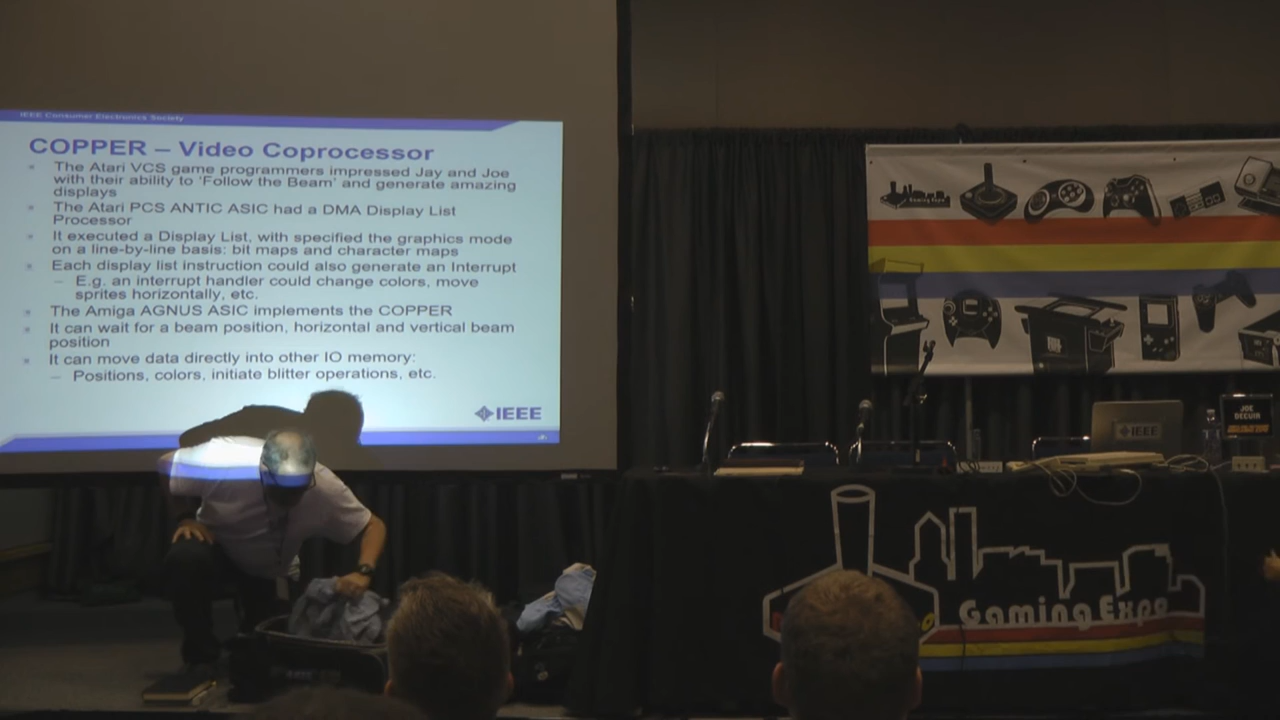 IEEE Consumer Electronics Society
COPPER – Video Coprocessor
The Atari VCS game programmers impressed Jay and Joe
with their ability to 'Follow the Beam' and generate amazing
displays
The Atari PCS ANTIC ASIC had a DMA Display List
Processor
It executed a Display List, with specified the graphics mode
on a line-by-line basis: bit maps and character maps
Each display list instruction could also generate an Interrupt
– E.g. an interrupt handler could change colors, move
sprites horizontally, etc.
The Amiga AGNUS ASIC implements the COPPER
It can wait for a beam position, horizontal and vertical beam
position
It can move data directly into other IO memory:
– Positions, colors, initiate blitter operations, etc.
IEEE
Gaming Expo
IEEE
JOE
DECUIR
Gaming Expo